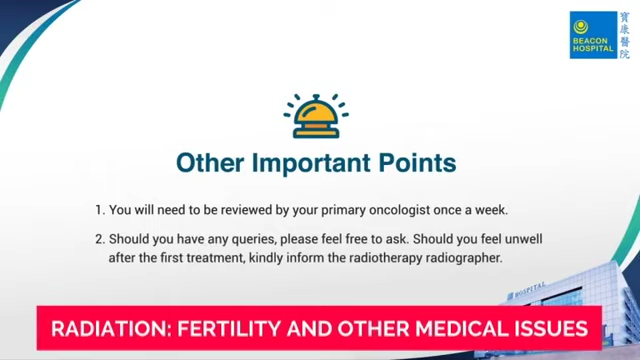 BEACON
HOSPITAL
寶康醫院
Other Important Points
1. You will need to be reviewed by your primary oncologist once a week.
2. Should you have any queries, please feel free to ask. Should you feel unwell
after the first treatment, kindly inform the radiotherapy radiographer.
HOSPITAL
RADIATION: FERTILITY AND OTHER MEDICAL ISSUES